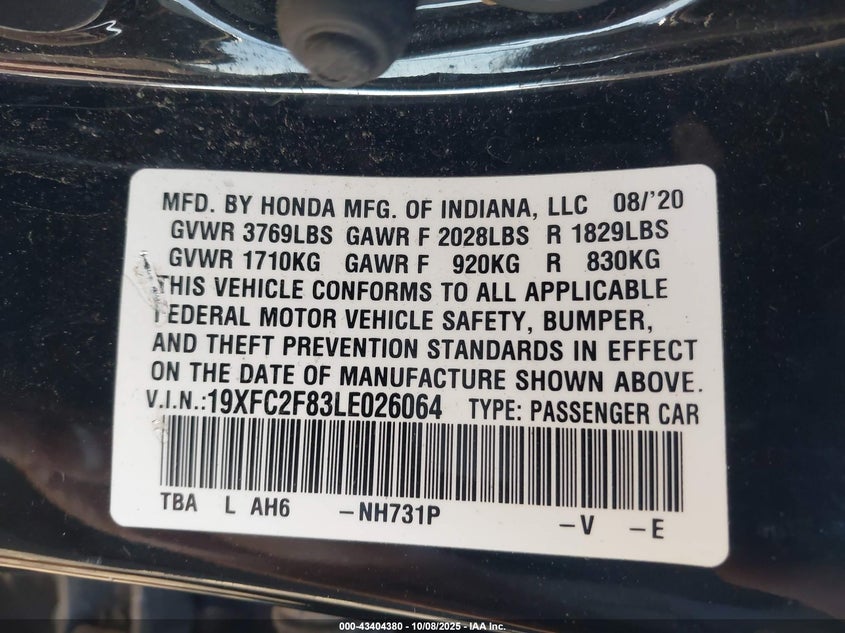 MFD. BY HONDA MFG. OF INDIANA, LLC 08/'20
GVWR 3769LBS GAWR F 2028LBS R 1829LBS
GVWR 1710KG GAWR F 920KG R 830KG
THIS VEHICLE CONFORMS TO ALL APPLICABLE
FEDERAL MOTOR VEHICLE SAFETY, BUMPER,
AND THEFT PREVENTION STANDARDS IN EFFECT
ON THE DATE OF MANUFACTURE SHOWN ABOVE.
V.I.N.:19XFC2F83LE026064 TYPE: PASSENGER CAR
TBA L AH6 -NH731P -V -E
000-43404380 - 10/08/2025 - IAA Inc.